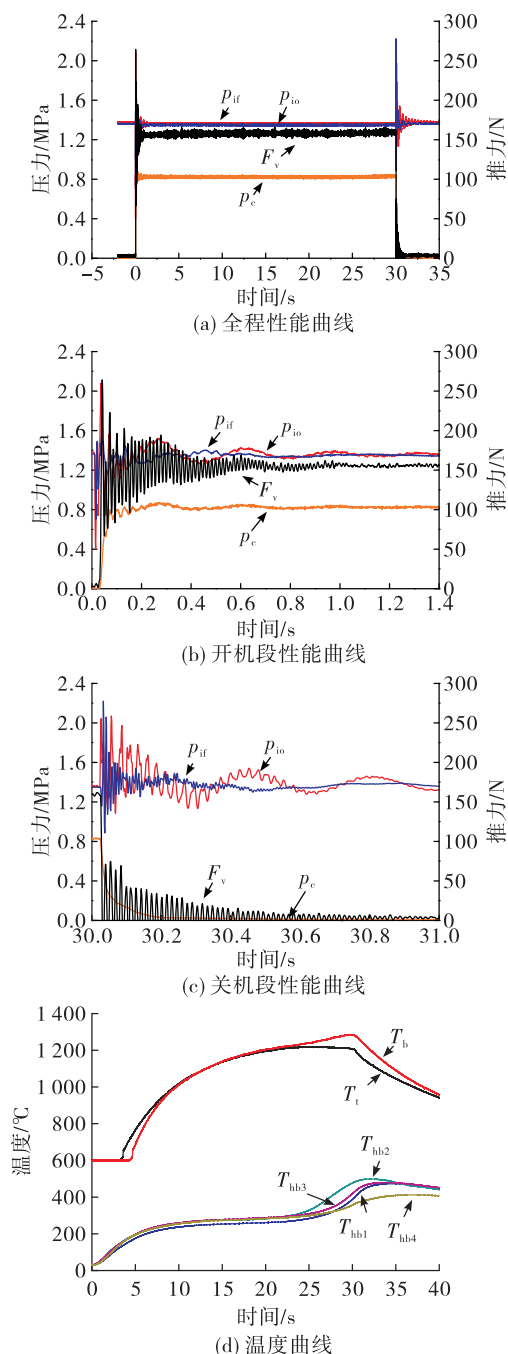 2.4 300
2.0 250
1.6 200
1.2 150
0.8 100
0.4 50
0.0 0
压力/MPa
推力/N
p_if p_io
F_v
p_c
−5 0 5 10 15 20 25 30 35
时间/s
(a) 全程性能曲线
2.4 300
2.0 250
1.6 200
1.2 150
0.8 100
0.4 50
0.0 0
压力/MPa
推力/N
p_if p_io
F_v
p_c
0.0 0.2 0.4 0.6 0.8 1.0 1.2 1.4
时间/s
(b) 开机段性能曲线
2.4 300
2.0 250
1.6 200
1.2 150
0.8 100
0.4 50
0.0 0
压力/MPa
推力/N
p_if p_io
F_v p_c
30.0 30.2 30.4 30.6 30.8 31.0
时间/s
(c) 关机段性能曲线
1 400
1 200
1 000
800
600
400
200
0
温度/℃
T_b
T_t
T_hb2
T_hb3
T_hb1 T_hb4
0 5 10 15 20 25 30 35 40
时间/s
(d) 温度曲线